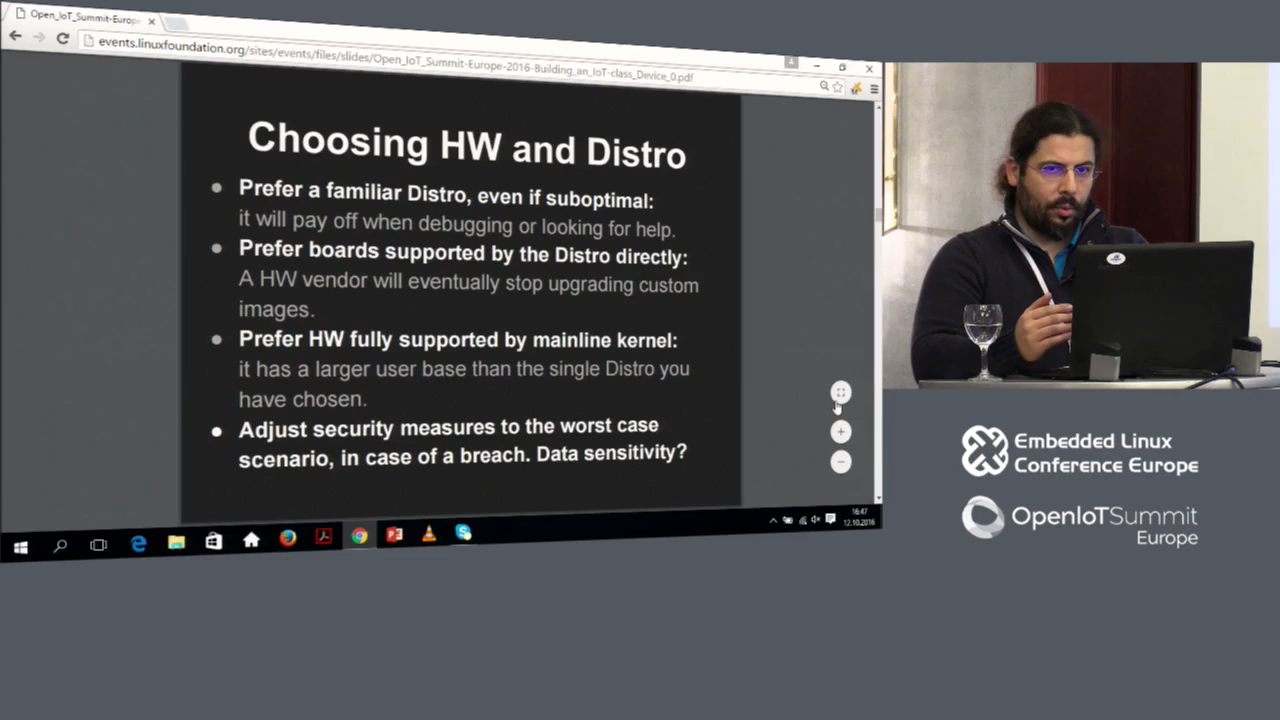 Open_IoT_Summit-Europe
events.linuxfoundation.org/sites/events/files/slides/Open_IoT_Summit-Europe-2016-Building_an_IoT-class_Device_0.pdf
Choosing HW and Distro
Prefer a familiar Distro, even if suboptimal:
it will pay off when debugging or looking for help.
Prefer boards supported by the Distro directly:
A HW vendor will eventually stop upgrading custom
images.
Prefer HW fully supported by mainline kernel:
it has a larger user base than the single Distro you
have chosen.
Adjust security measures to the worst case
scenario, in case of a breach. Data sensitivity?
16:47
12.10.2016
Embedded Linux
Conference Europe
OpenIoTSummit
Europe